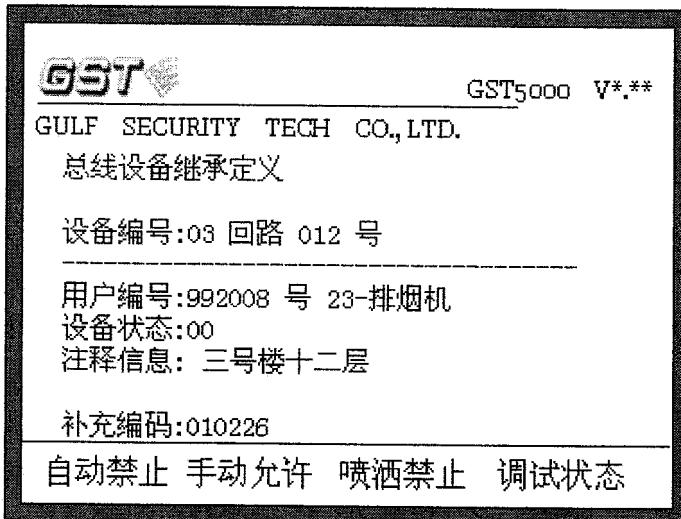 GST
GST5000 V*.**
GULF SECURITY TECH CO.,LTD.
总线设备继承定义
设备编号:03 回路 012 号
用户编号:992008 号 23-排烟机
设备状态:00
注释信息: 三号楼十二层
补充编码:010226
自动禁止 手动允许 喷洒禁止 调试状态